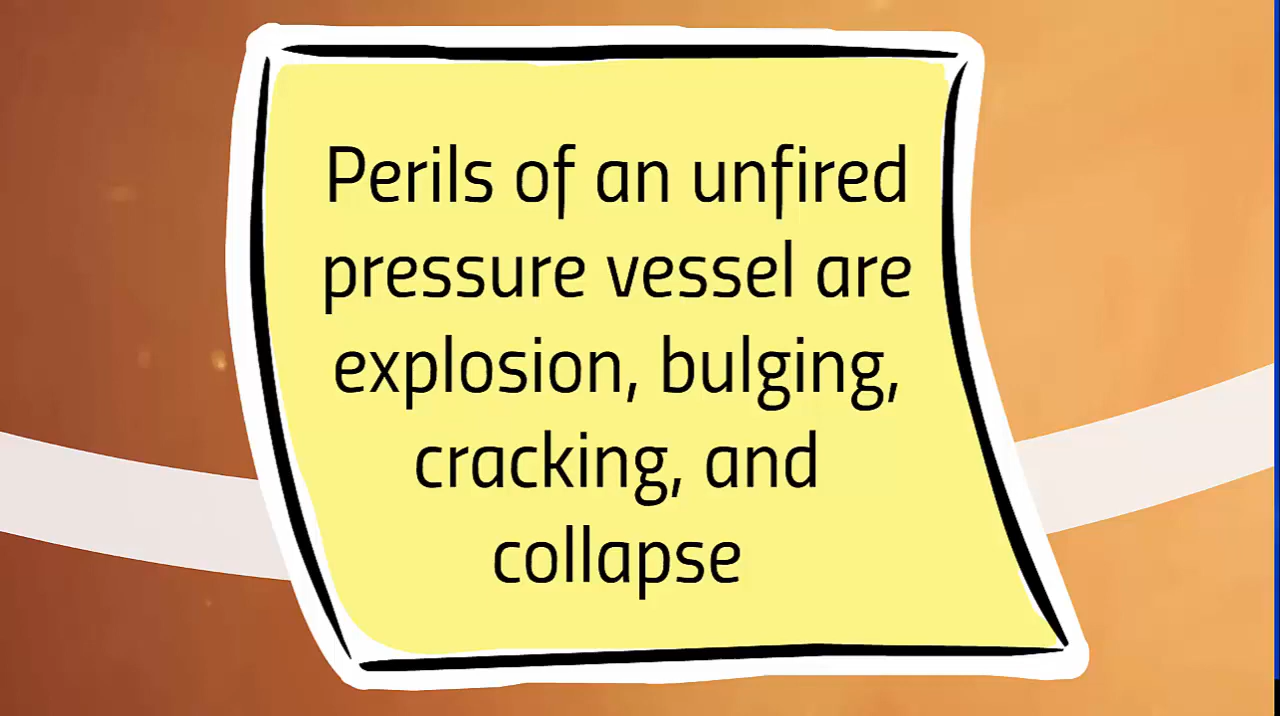 Perils of an unfired
pressure vessel are
explosion, bulging,
cracking, and
collapse